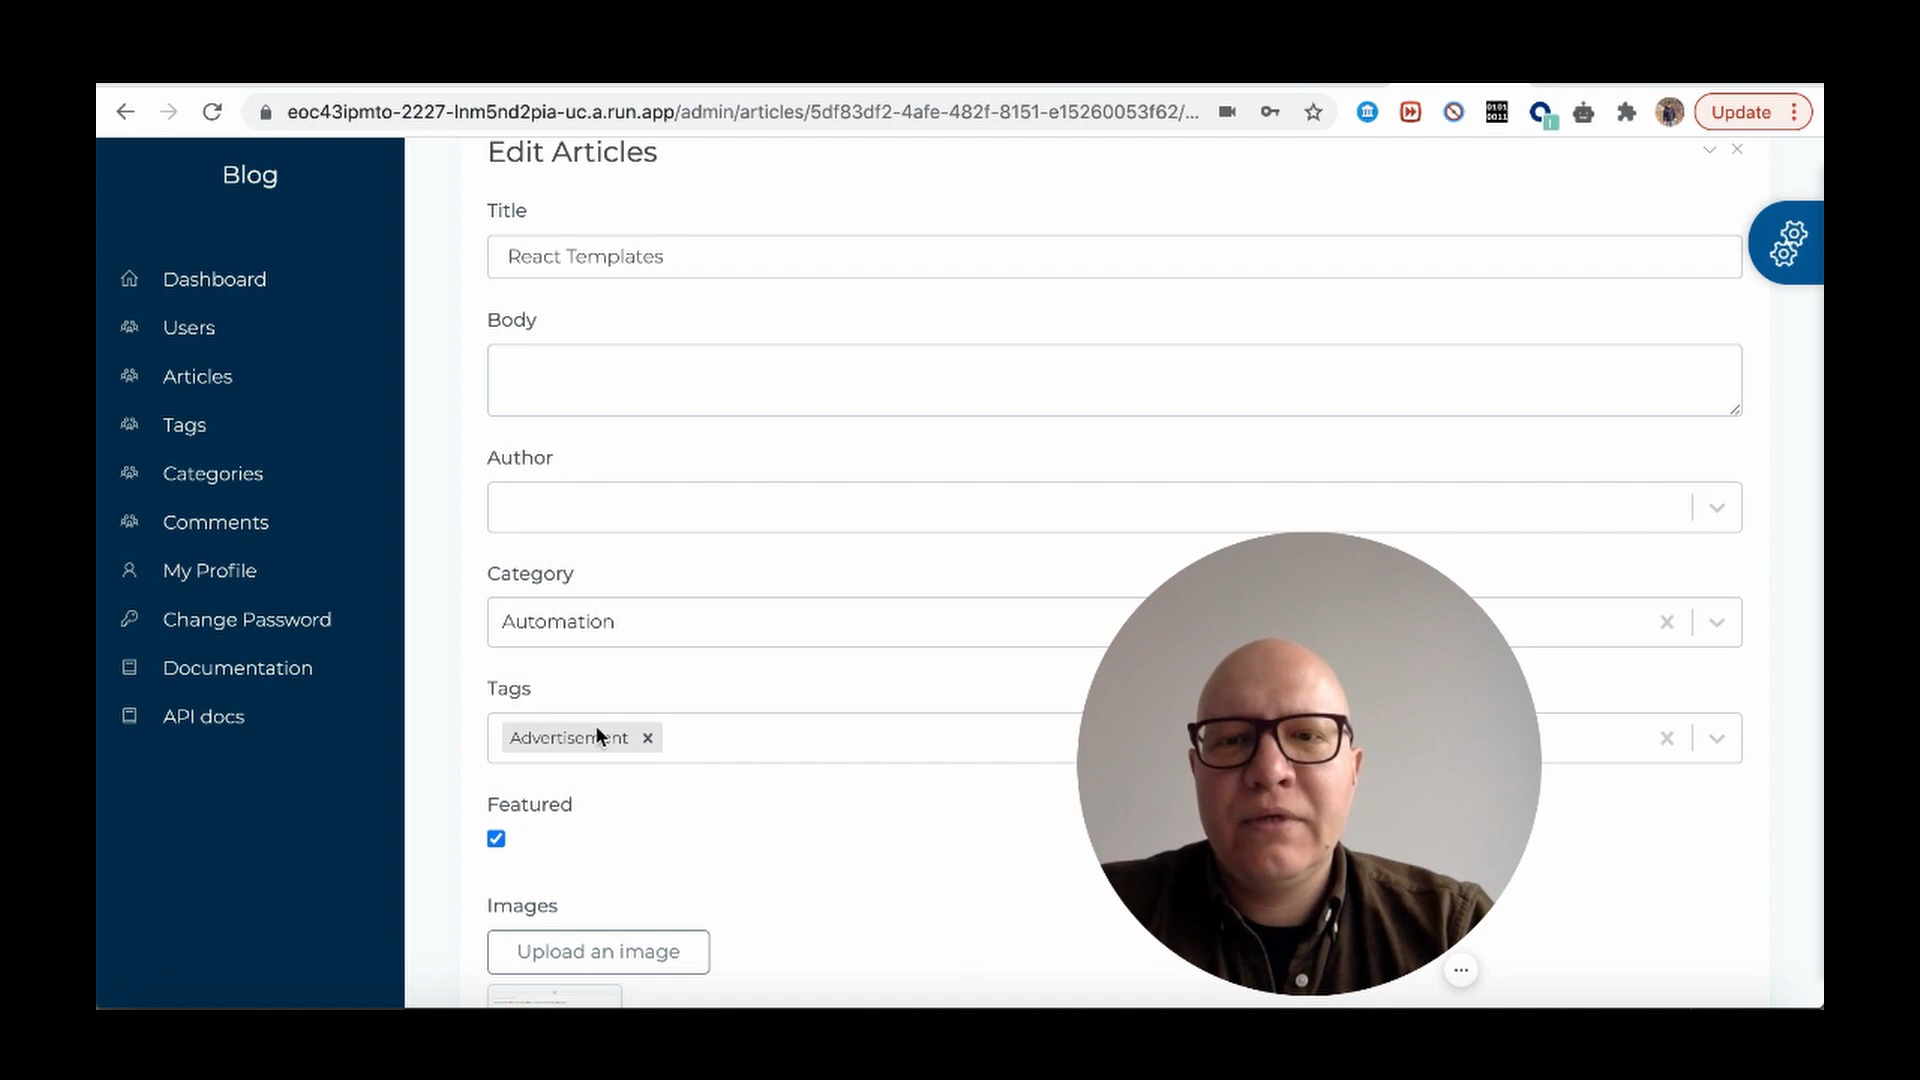 eoc43ipmto-2227-lnm5nd2pia-uc.a.run.app/admin/articles/5df83df2-4afe-482f-8151-e15260053f62/...
0101
0011
Update
Blog
Dashboard
Users
Articles
Tags
Categories
Comments
My Profile
Change Password
Documentation
API docs
Edit Articles
Title
React Templates
Body
Author
Category
Automation
Tags
Advertisement
Featured
Images
Upload an image